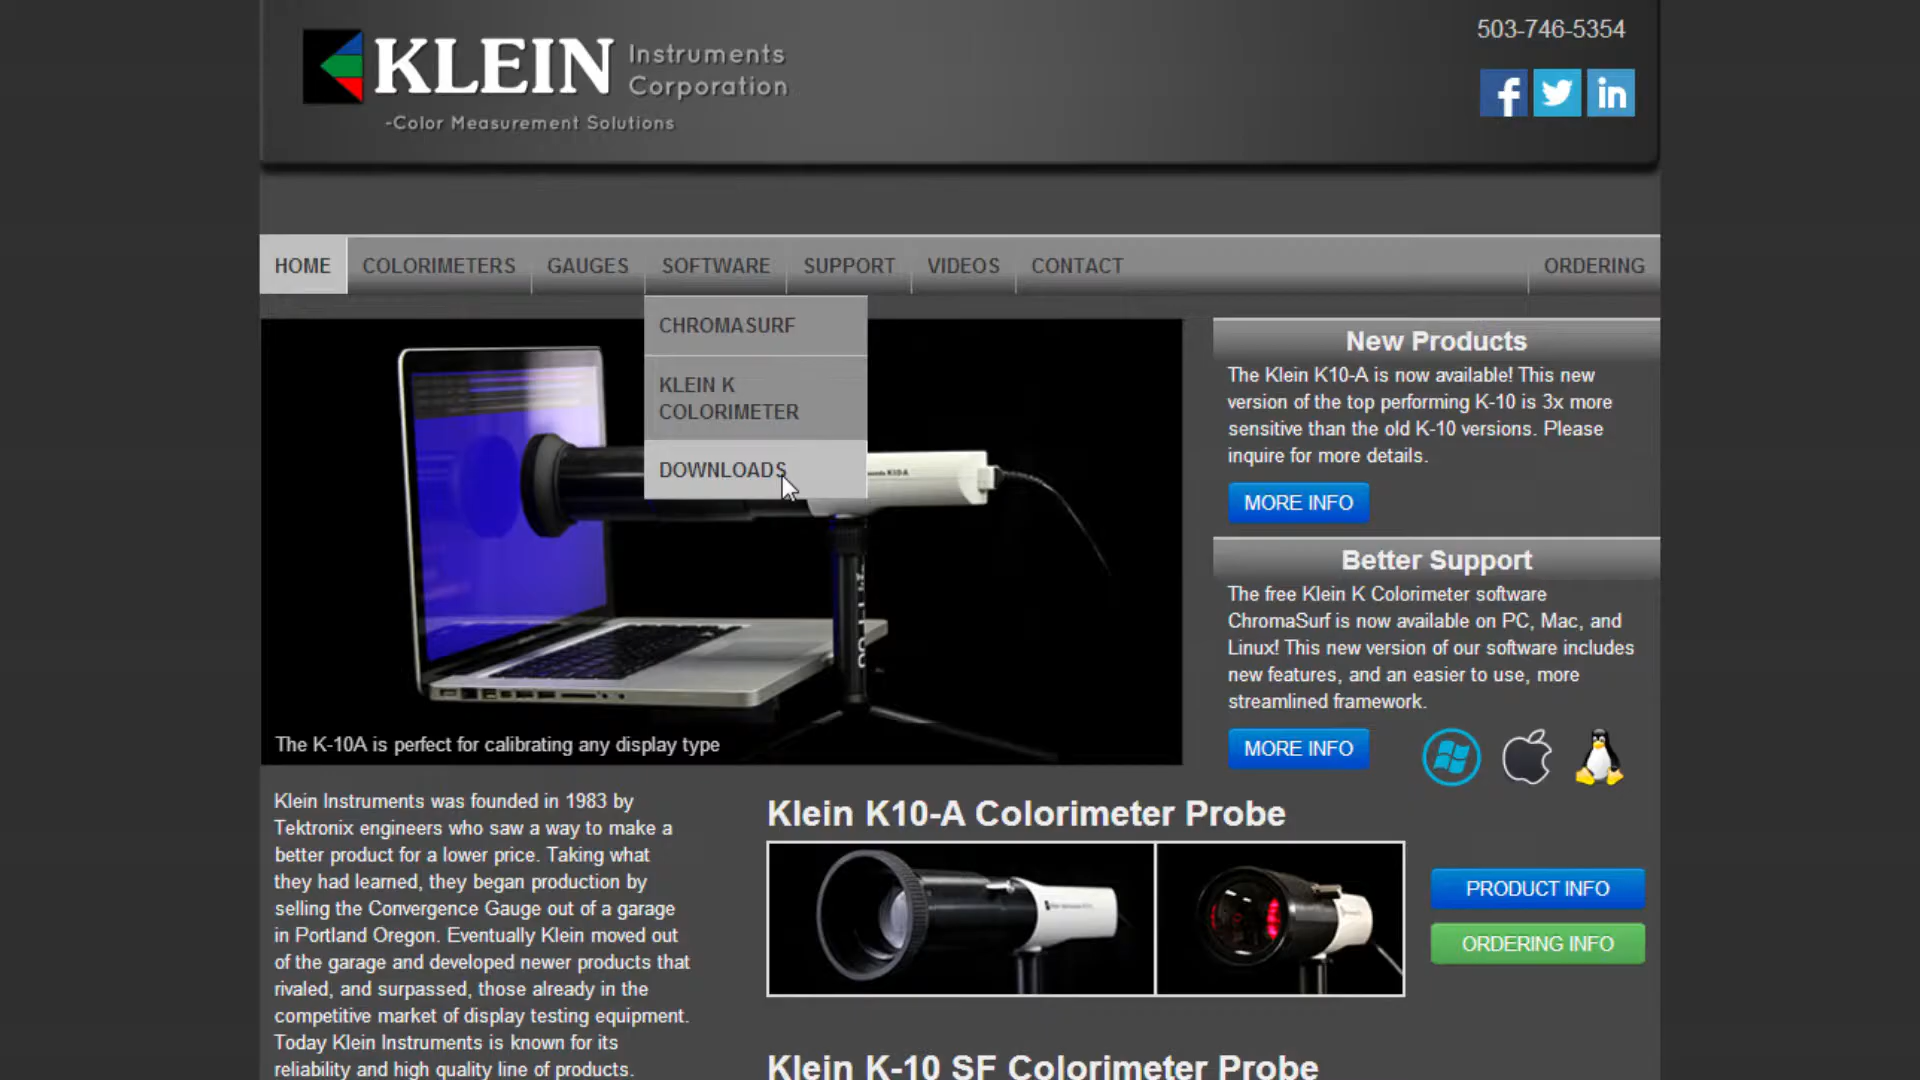 KLEIN Instruments
Corporation
-Color Measurement Solutions
503-746-5354
HOME COLORIMETERS GAUGES SOFTWARE SUPPORT VIDEOS CONTACT ORDERING
CHROMASURF
KLEIN K
COLORIMETER
DOWNLOADS
The K-10A is perfect for calibrating any display type
New Products
The Klein K10-A is now available! This new
version of the top performing K-10 is 3x more
sensitive than the old K-10 versions. Please
inquire for more details.
MORE INFO
Better Support
The free Klein K Colorimeter software
ChromaSurf is now available on PC, Mac, and
Linux! This new version of our software includes
new features, and an easier to use, more
streamlined framework.
MORE INFO
Klein Instruments was founded in 1983 by
Tektronix engineers who saw a way to make a
better product for a lower price. Taking what
they had learned, they began production by
selling the Convergence Gauge out of a garage
in Portland Oregon. Eventually Klein moved out
of the garage and developed newer products that
rivaled, and surpassed, those already in the
competitive market of display testing equipment.
Today Klein Instruments is known for its
reliability and high quality line of products.
Klein K10-A Colorimeter Probe
PRODUCT INFO
ORDERING INFO
Klein K-10 SF Colorimeter Probe